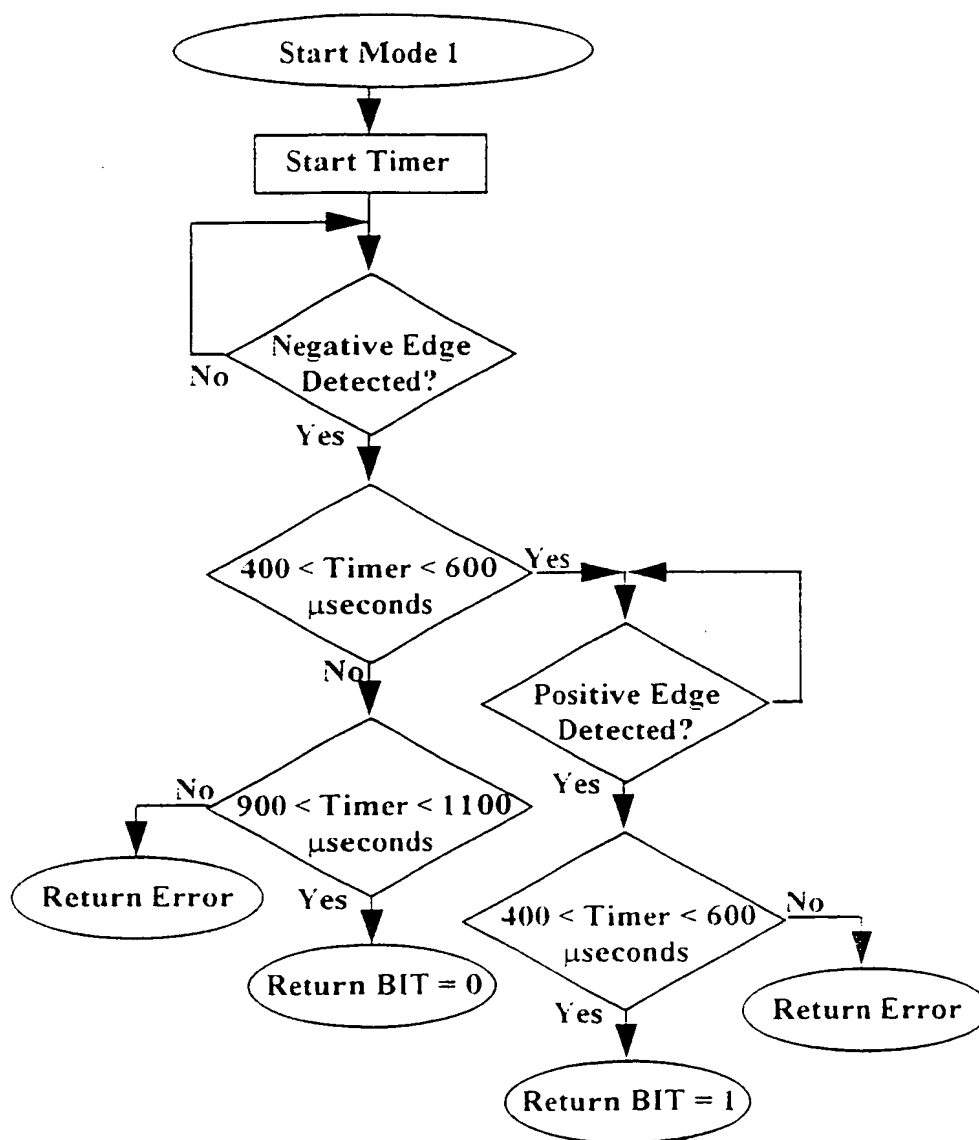 Start Mode 1
Start Timer
Negative Edge
Detected?
No
Yes
400 < Timer < 600
μseconds
Yes
No
Positive Edge
Detected?
Yes
No
900 < Timer < 1100
μseconds
Return Error
Yes
Return BIT = 0
400 < Timer < 600
μseconds
No
Return Error
Yes
Return BIT = 1